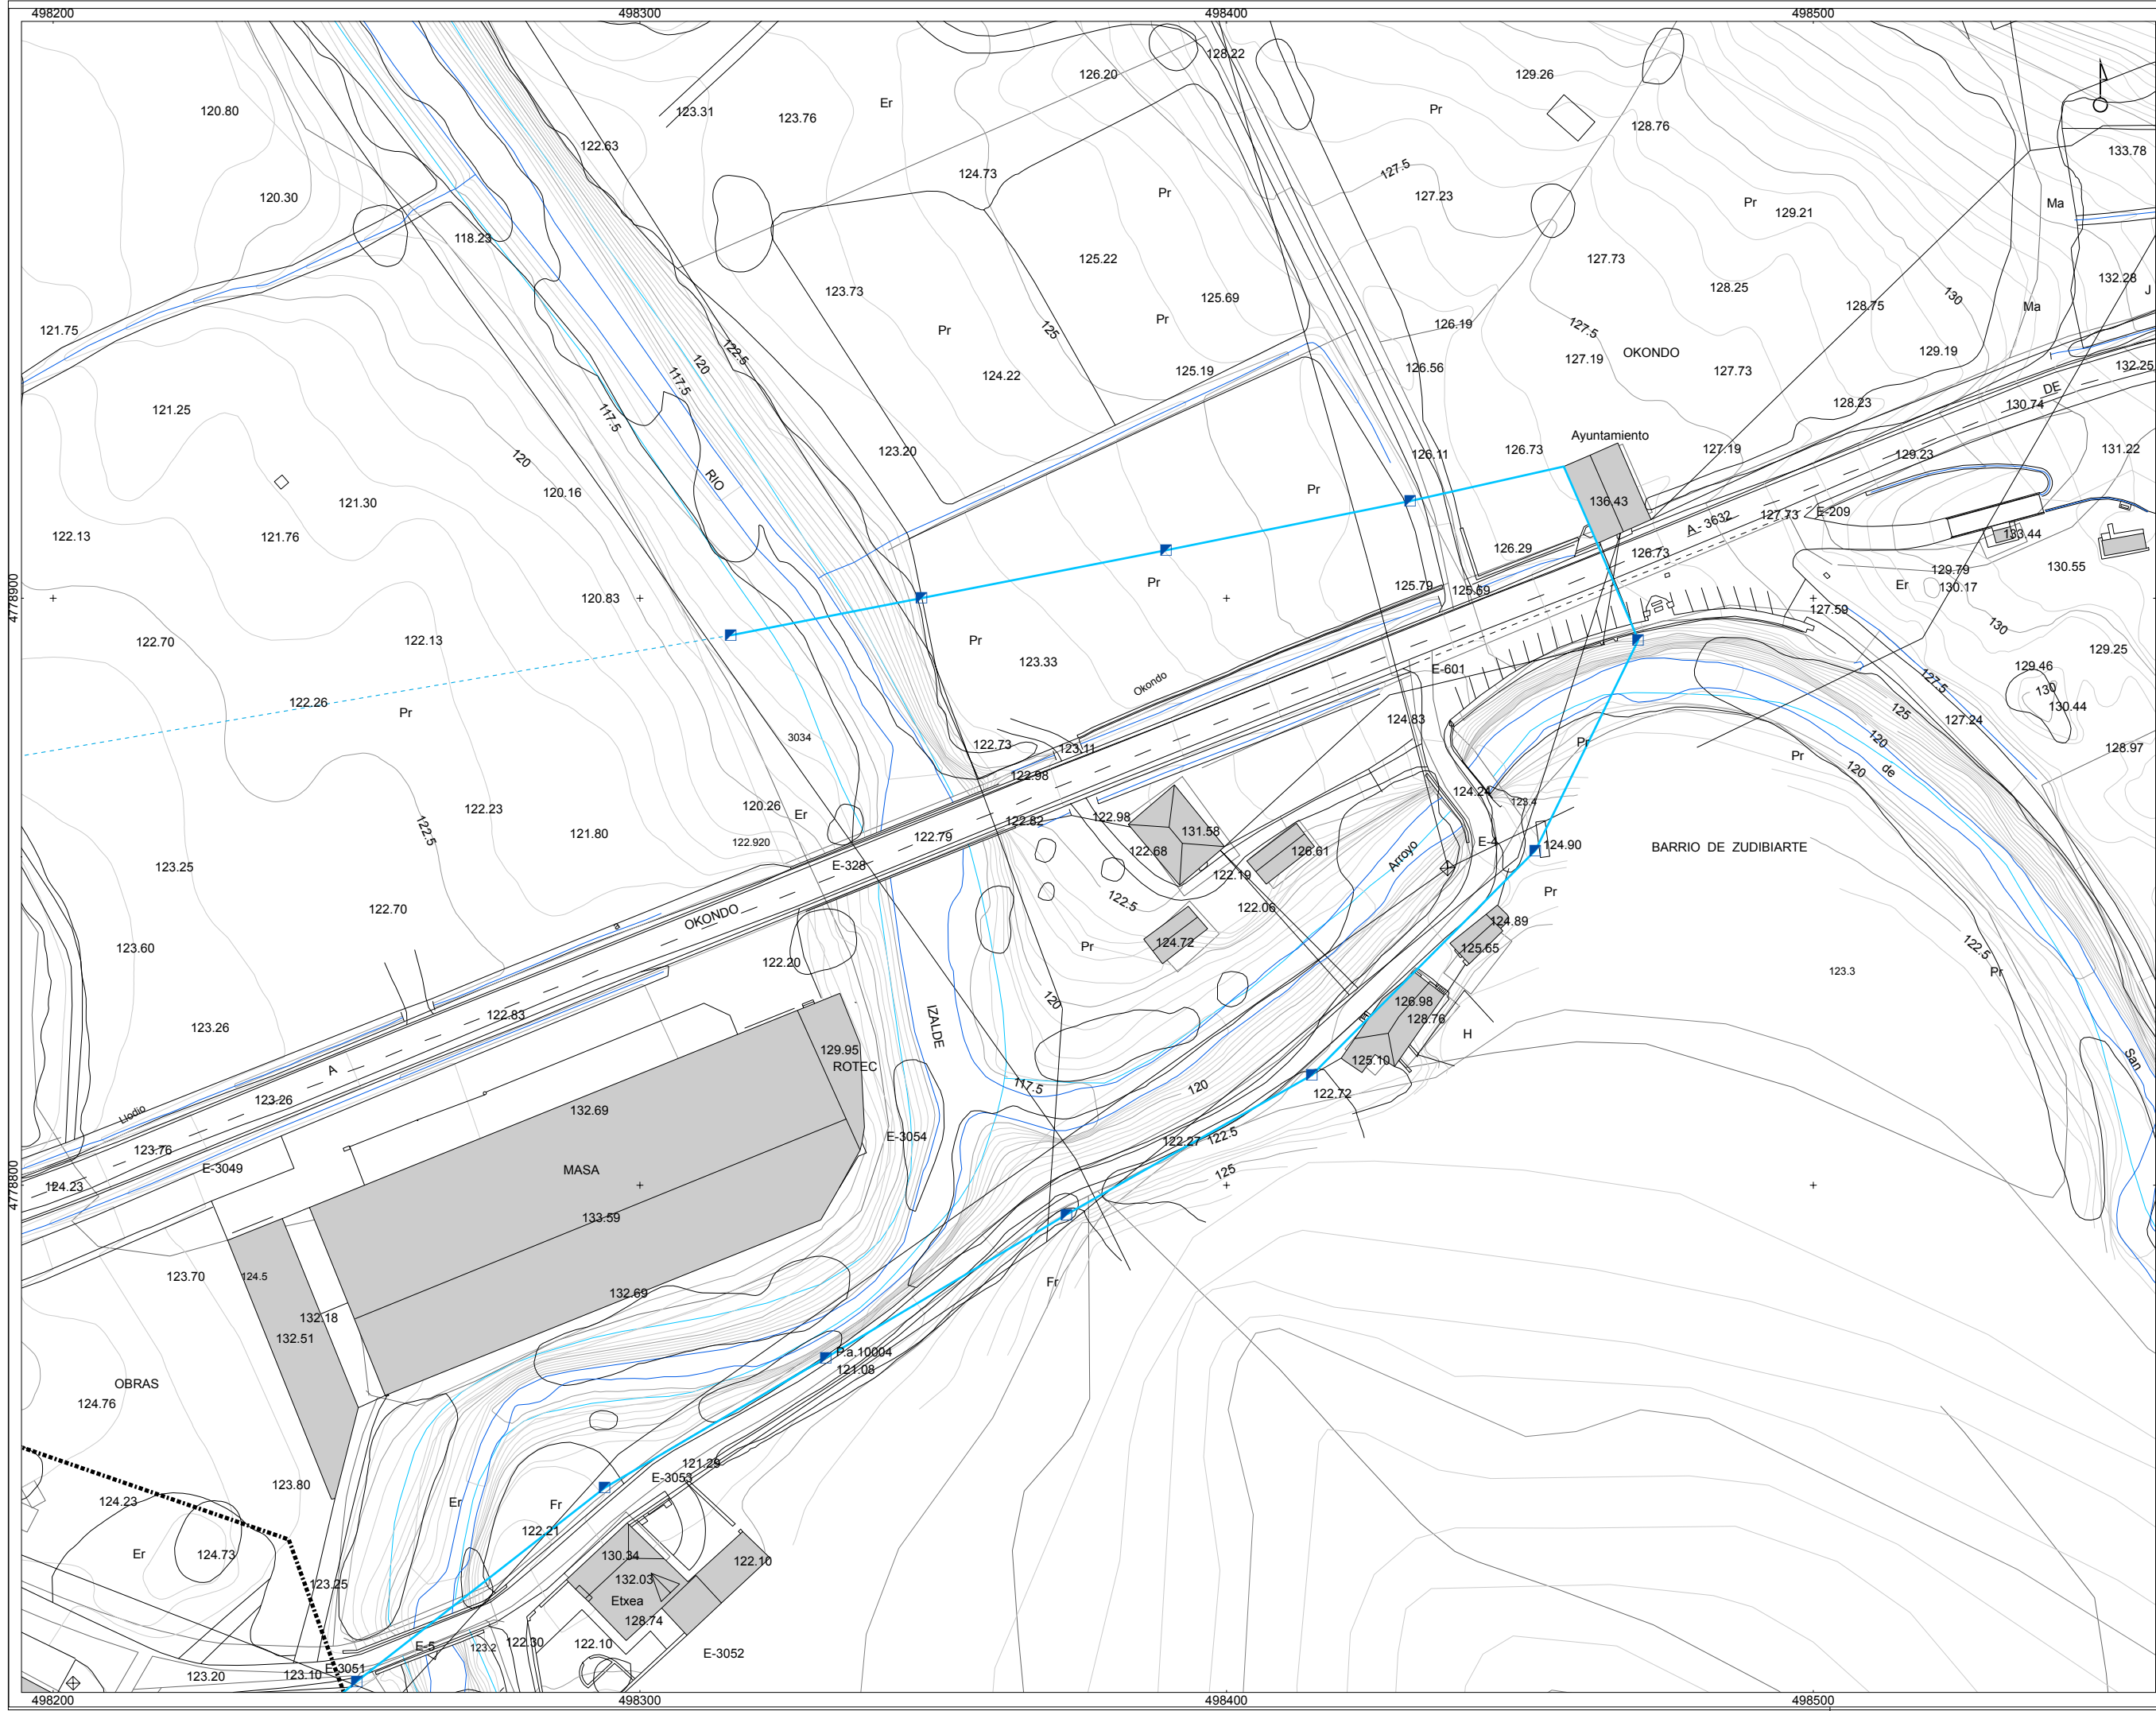 498200 498300 498400 498500
128.22
126.20 129.26
Er
120.80 123.31 123.76 Pr
128.76
122.63
133.78
124.73 127.5
120.30 Pr 127.23 Pr Ma
129.21
118.23
125.22 127.73
132.28
123.73 125.69 128.25 130 J
128.75 Ma
121.75 Pr Pr 125 126.19 127.5
122.5 OKONDO 129.19
120 127.19
117.5 124.22 125.19 126.56 127.73 132.25
DE
121.25 117.5 128.23 130.74
Ayuntamiento
120 123.20 126.11 126.73 127.19 129.23 131.22
RIO
120.16 Pr
121.30 136.43
122.13 121.76 A - 3632 127.73 E-209
126.29 126.73 133.44
129.79 130.55
Pr 125.79 125.69 Er 130.17
4778900
120.83 127.59
122.70 122.13 Pr 130
123.33 129.25
E-601 129.46
Okondo 127.5 130
122.26 Pr 125 130.44
124.83 127.24
3034 122.73 123.11 Pr Pr 120 128.97
de
122.98 120
124.24
122.23 120.26 Er 122.98 123.4
122.5 121.80 122.920 122.79 122.82 131.58
122.68 126.61 Arroyo E-4 124.90 BARRIO DE ZUDIBIARTE
123.25 E-328 122.19
Pr
122.70 OKONDO 122.5 122.06
124.89
123.60 Pr 124.72 125.65 122.5
122.20 123.3 Pr
120 126.98
123.26 122.83 IZALDE 128.76
H
129.95 San
A ROTEC 125.10
117.5 120
Llodio 123.26 132.69 122.72
123.76 E-3054 122.27 122.5
E-3049 MASA 125
4778800
124.23
133.59
123.70 124.5 Fr
132.69
132.18
132.51
P.a.10004
121.08
OBRAS
124.76
121.29
123.80 E-3053
124.23 Er Fr
122.21
Er 124.73 130.34 122.10
123.25 132.03
Etxea
128.74
E-5 123.2 122.30 122.10 E-3052
123.20 123.10 E-3051
498200 498300 498400 498500